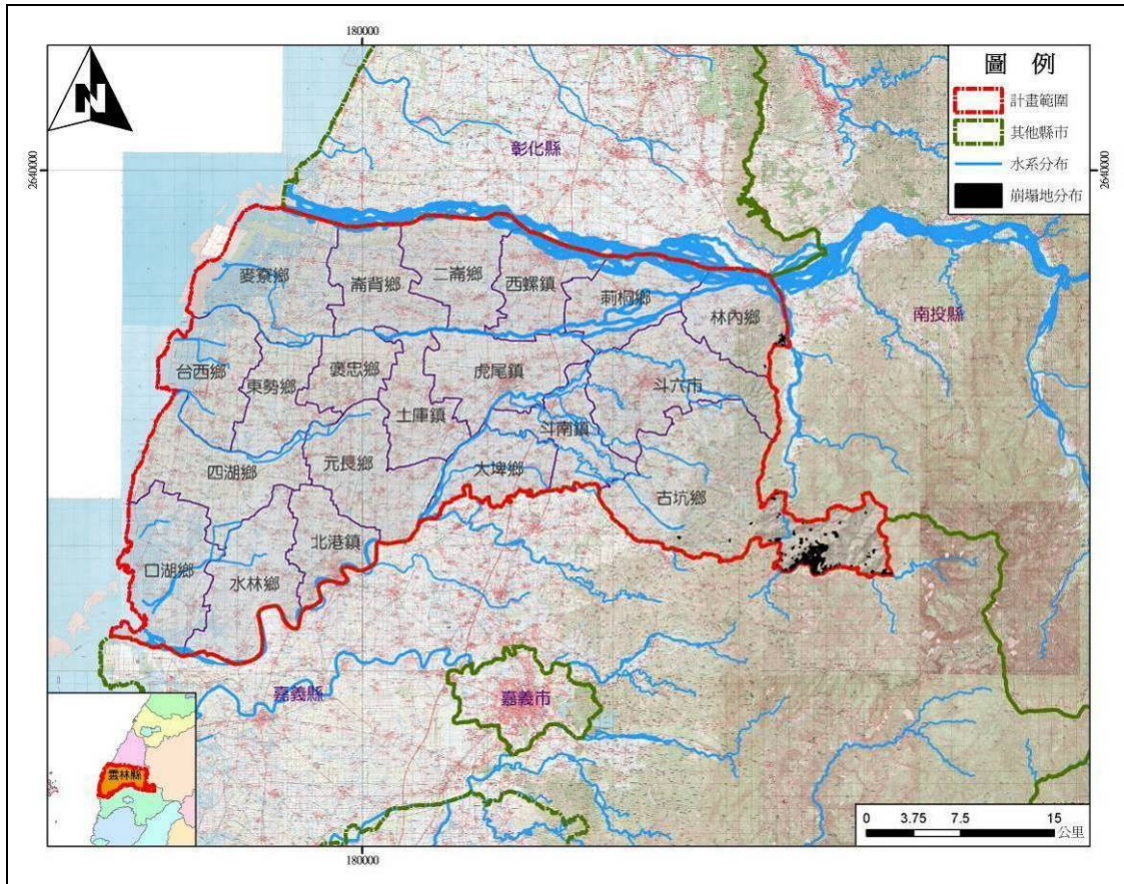 180000
圖 例
計畫範圍
其他縣市
水系分布
崩塌地分布
N
彰化縣
2640000
2640000
麥寮鄉
崙背鄉
二崙鄉
西螺鎮
莿桐鄉
林內鄉
南投縣
台西鄉
東勢鄉
褒忠鄉
虎尾鎮
斗六市
土庫鎮
斗南鎮
四湖鄉
元長鄉
大埤鄉
古坑鄉
北港鎮
口湖鄉
水林鄉
嘉義縣
嘉義市
雲林縣
0 3.75 7.5 15
公里
180000